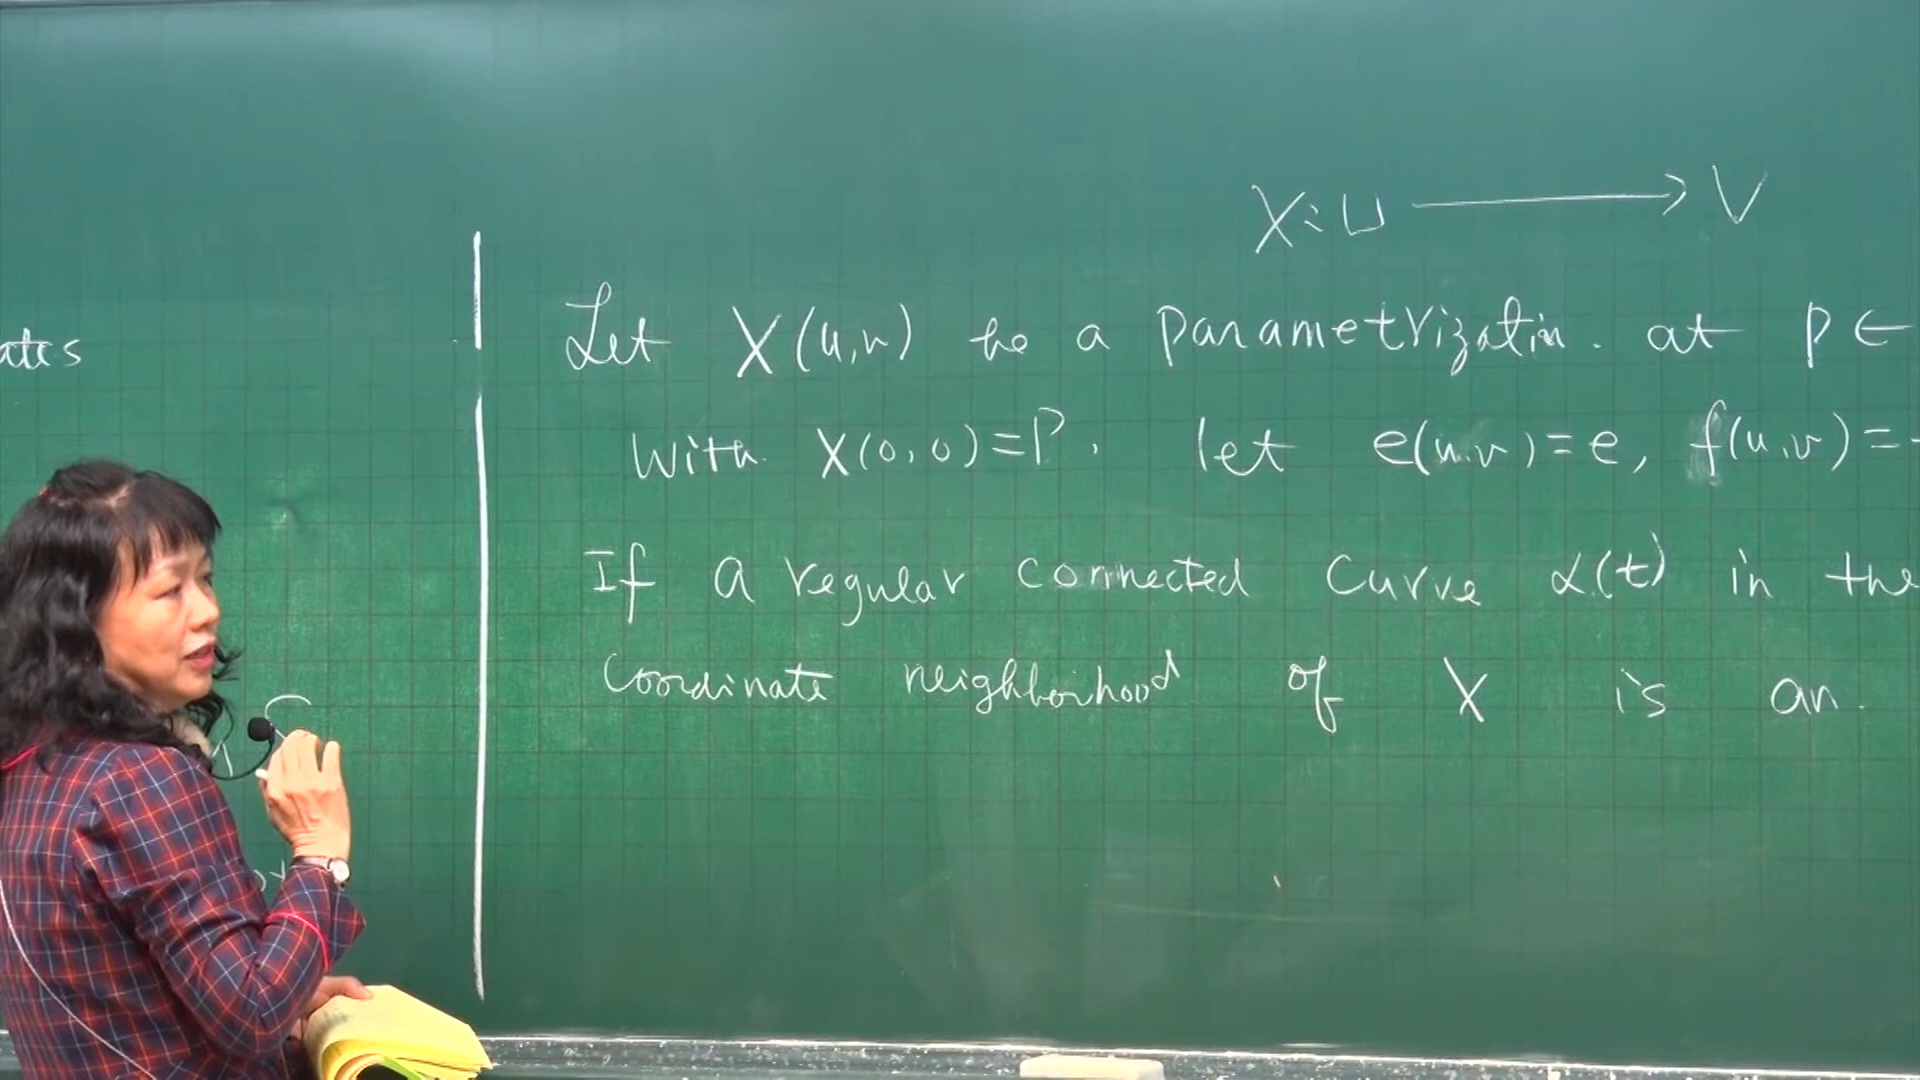 ates
X: U → V
Let X(u,v) be a parametrizatin. at p ∈
with X(0,0)=P. let e(u,v)=e, f(u,v)=
If a regular connected curve α(t) in the
coordinate neighborhood of X is an.